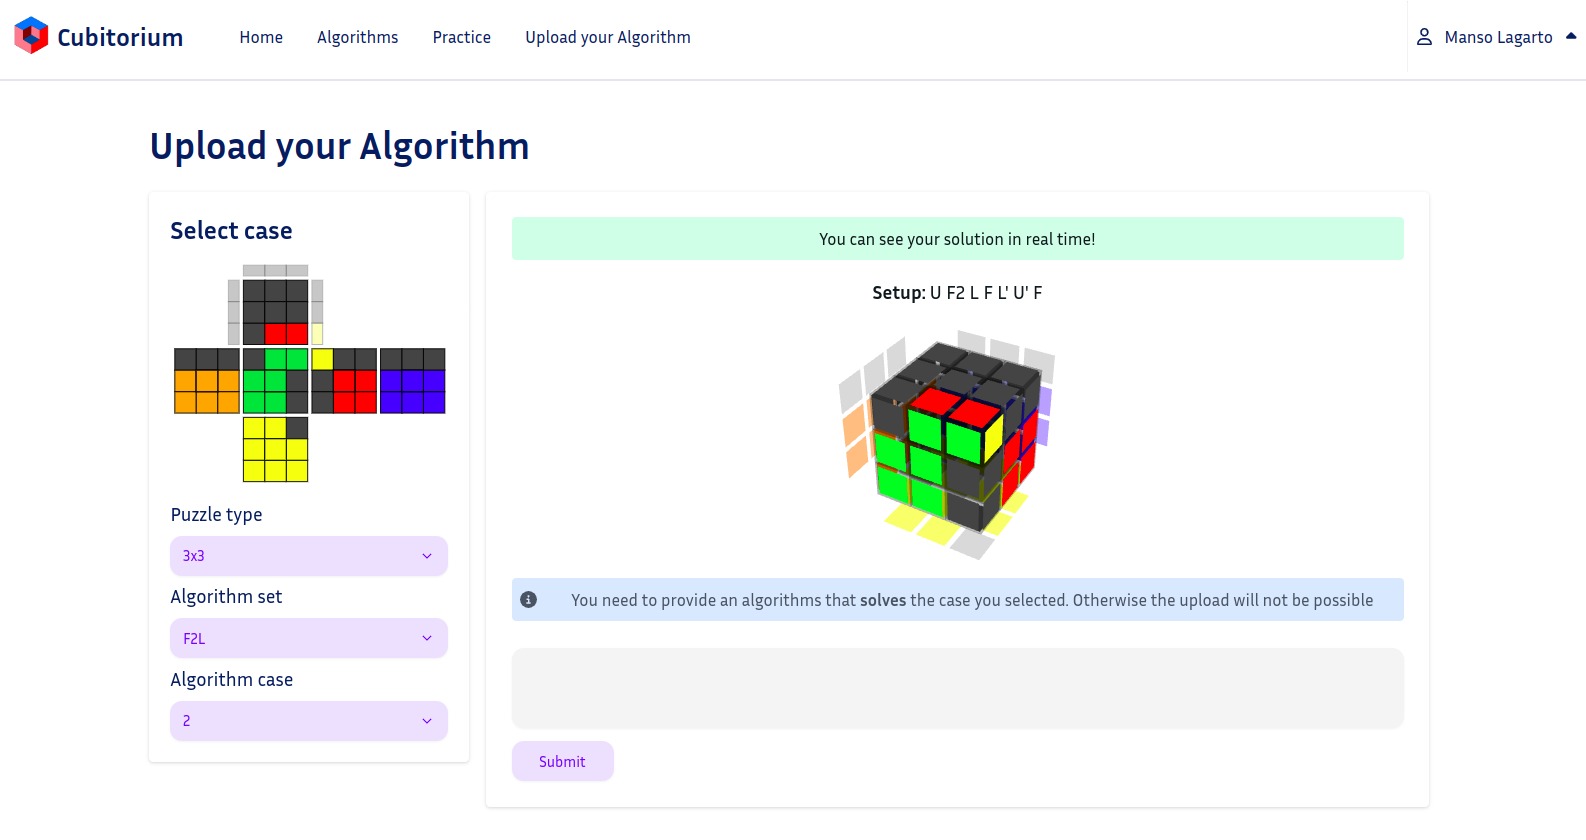 Cubitorium
Home
Algorithms
Practice
Upload your Algorithm
Manso Lagarto
Upload your Algorithm
Select case
Puzzle type
3x3
Algorithm set
F2L
Algorithm case
2
You can see your solution in real time!
Setup: U F2 L F L' U' F
You need to provide an algorithms that solves the case you selected. Otherwise the upload will not be possible
Submit